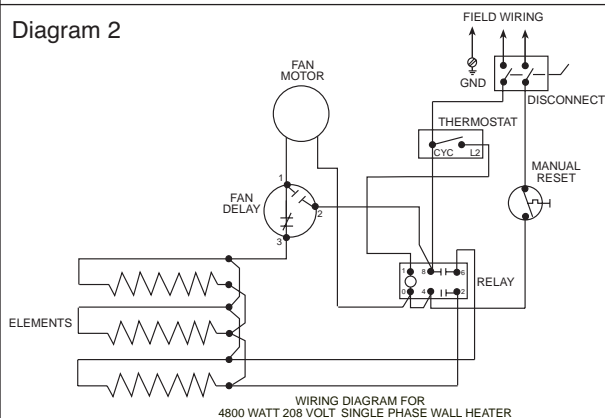 Diagram 2
FIELD WIRING
GND
DISCONNECT
FAN
MOTOR
THERMOSTAT
CYC L2
MANUAL
RESET
FAN
DELAY
1
2
3
1 8 6
0 4 2
RELAY
ELEMENTS
WIRING DIAGRAM FOR
4800 WATT 208 VOLT SINGLE PHASE WALL HEATER